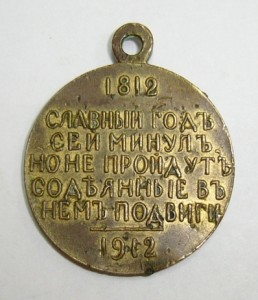 1812
СЛАВНЫЙ ГОДЪ
СЕЙ МИНУЛЪ,
НО НЕ ПРОЙДУТЪ
СОДѢЯННЫЕ ВЪ
НЕМЪ ПОДВИГИ
1912